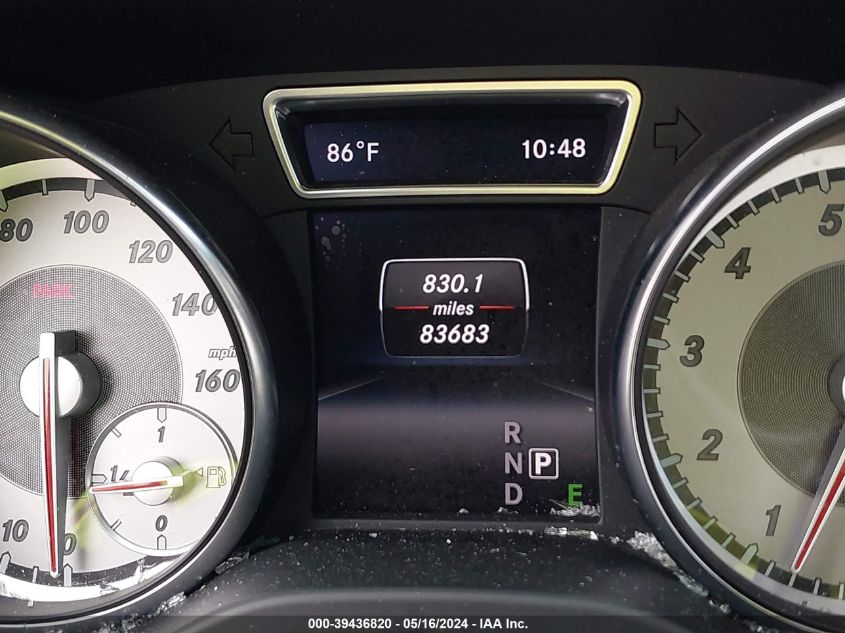 86°F 10:48
830.1
miles
83683
R
N P
D
E
80 100 120 140 160
mph
PARK
10 0
1
0
1 2 3 4 5
000-39436820 - 05/16/2024 - IAA Inc.